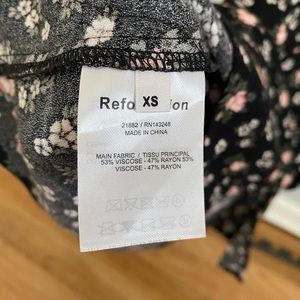 Refo XS ion
21882 / RN143248
MADE IN CHINA
MAIN FABRIC / TISSU PRINCIPAL
53% VISCOSE - 47% RAYON 53%
VISCOSE - 47% RAYON